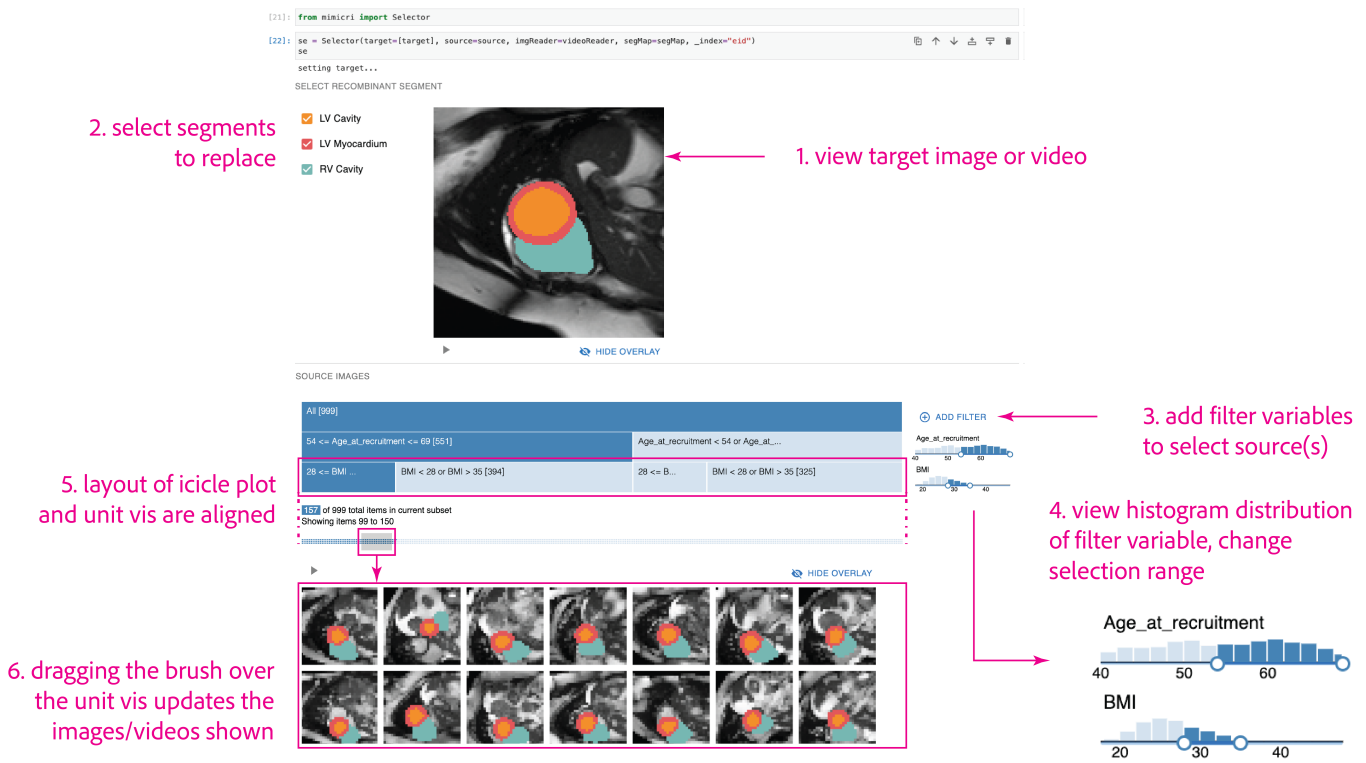 [21]: from mimicri import Selector
[22]: se = Selector(target=[target], source=source, imgReader=videoReader, segMap=segMap, _index="eid")
se
setting target...
SELECT RECOMBINANT SEGMENT
2. select segments
to replace
LV Cavity
LV Myocardium
RV Cavity
1. view target image or video
HIDE OVERLAY
SOURCE IMAGES
All [999]
54 <= Age_at_recruitment <= 69 [551]
Age_at_recruitment < 54 or Age_at_...
28 <= BMI ...
BMI < 28 or BMI > 35 [394]
28 <= B...
BMI < 28 or BMI > 35 [325]
ADD FILTER
Age_at_recruitment
40 50 60
BMI
20 30 40
3. add filter variables
to select source(s)
5. layout of icicle plot
and unit vis are aligned
157 of 999 total items in current subset
Showing items 99 to 150
4. view histogram distribution
of filter variable, change
selection range
HIDE OVERLAY
6. dragging the brush over
the unit vis updates the
images/videos shown
Age_at_recruitment
40 50 60
BMI
20 30 40